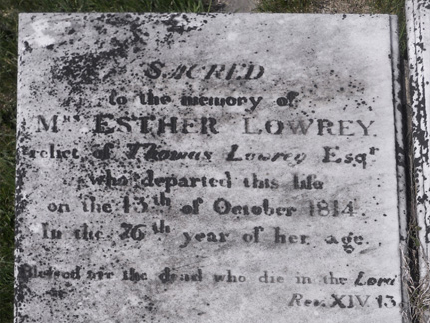 SACRED
to the memory of
Mrs ESTHER LOWREY.
relict of Thomas Lowrey Esqr
who departed this life
on the 13th of October 1814
In the 76th year of her age.
Blessed are the dead who die in the Lord
Rev. XIV. 13.